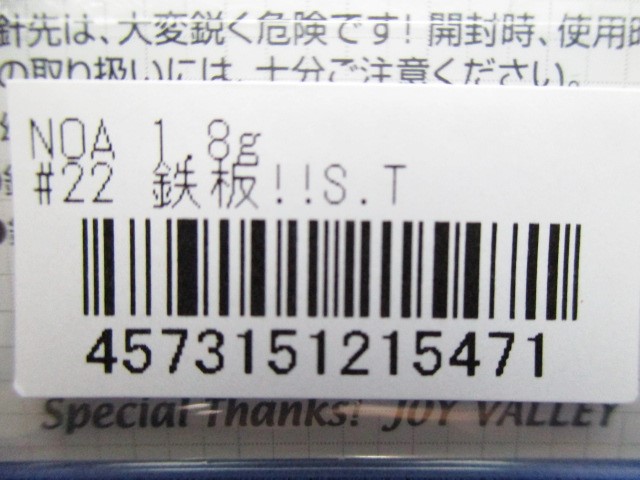 針先は、大変鋭く危険です! 開封時、使用時
の取り扱いには、十分ご注意ください。
NOA 1.8g
#22 鉄板!!S.T
4573151215471
Special Thanks! JOY VALLEY